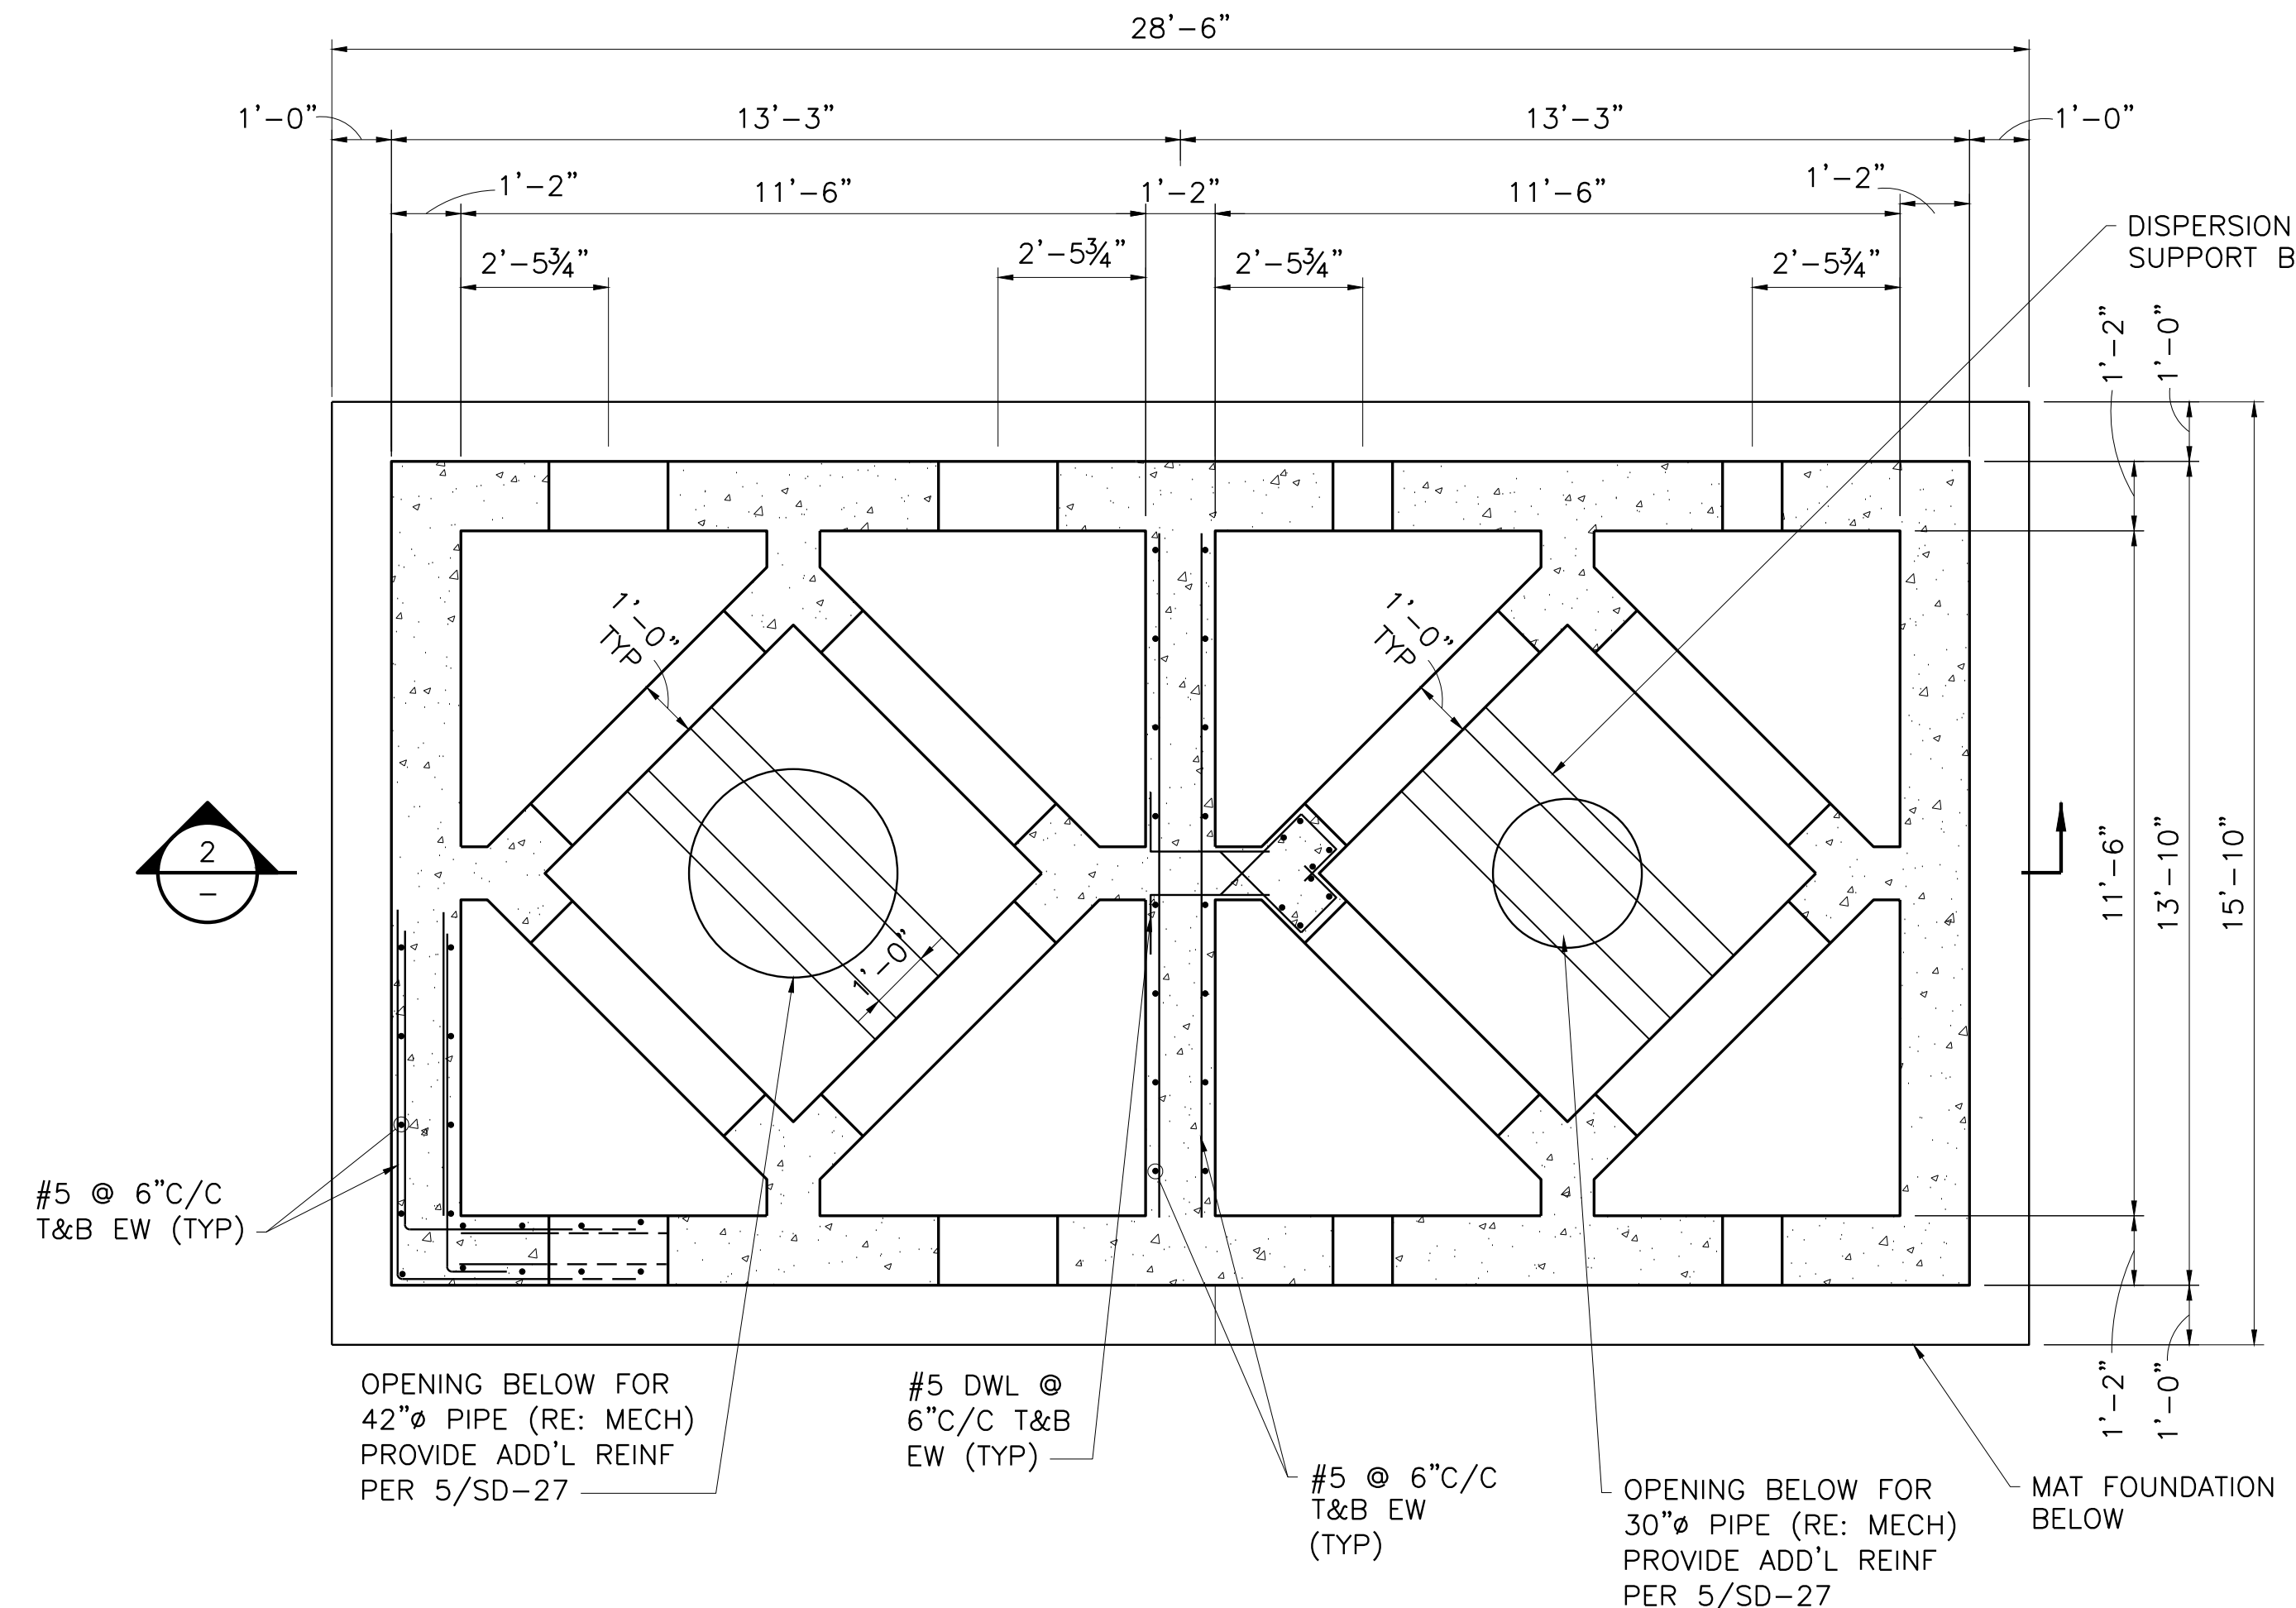 28'-6"
1'-0"
13'-3"
13'-3"
1'-0"
1'-2"
11'-6"
1'-2"
11'-6"
1'-2"
2'-5¾"
2'-5¾"
2'-5¾"
2'-5¾"
DISPERSION
SUPPORT B
1'-2"
1'-0"
1'-0"
TYP
1'-0"
TYP
2
–
11'-6"
13'-10"
15'-10"
1'-0"
#5 @ 6"C/C
T&B EW (TYP)
1'-2"
1'-0"
OPENING BELOW FOR
42"ø PIPE (RE: MECH)
PROVIDE ADD'L REINF
PER 5/SD-27
#5 DWL @
6"C/C T&B
EW (TYP)
#5 @ 6"C/C
T&B EW
(TYP)
OPENING BELOW FOR
30"ø PIPE (RE: MECH)
PROVIDE ADD'L REINF
PER 5/SD-27
MAT FOUNDATION
BELOW